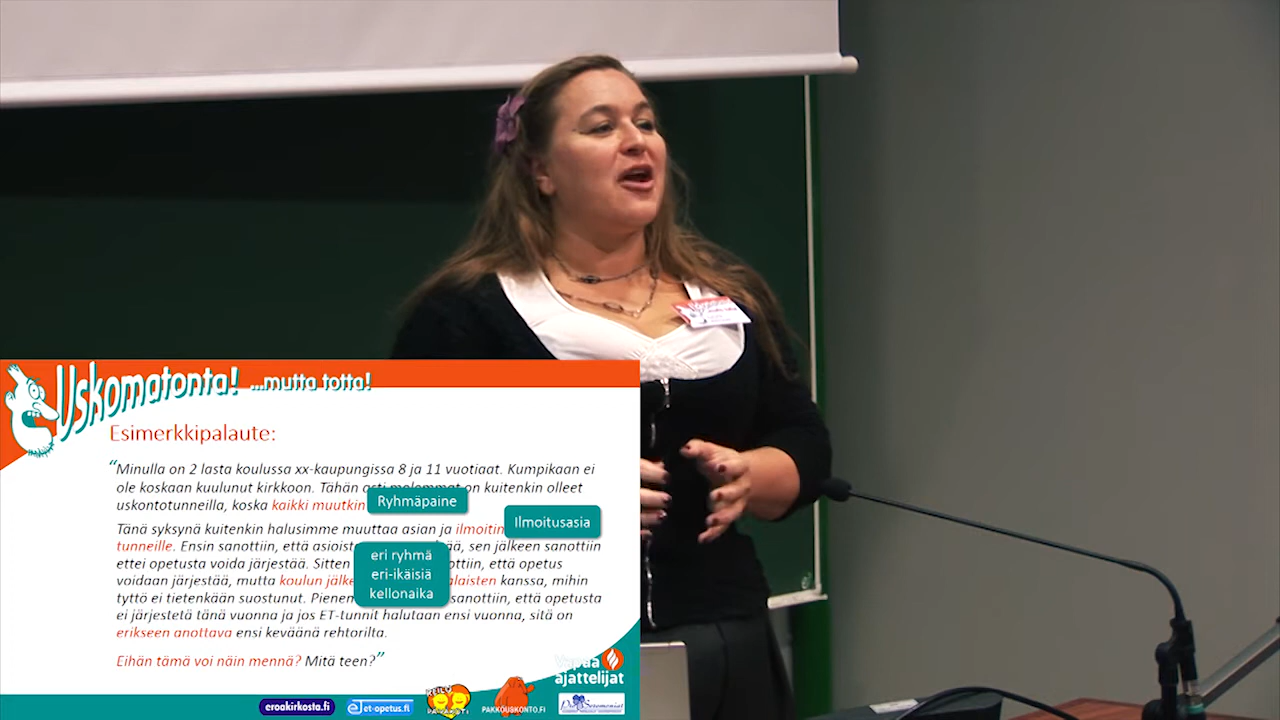 Uskomatonta! ...mutta totta!
Esimerkkipalaute:
"Minulla on 2 lasta koulussa xx-kaupungissa 8 ja 11 vuotiaat. Kumpikaan ei
ole koskaan kuulunut kirkkoon. Tähän asti molemmat on kuitenkin olleet
uskontotunneilla, koska kaikki muutkin
Ryhmäpaine
Tänä syksynä kuitenkin halusimme muuttaa asian ja ilmoitin
Ilmoitusasia
tunneille. Ensin sanottiin, että sen jälkeen sanottiin
ettei opetusta voida järjestää. Sitten että opetus
voidaan järjestää, mutta koulun kanssa, mihin
tyttö ei tietenkään suostunut. sanottiin, että opetusta
eri ryhmä
eri-ikäisiä
kellonaika
ei järjestetä tänä vuonna ja jos ET-tunnit halutaan ensi vuonna, sitä on
erikseen anottava ensi keväänä rehtorilta.
Eihän tämä voi näin mennä? Mitä teen?"
Vapaa
ajattelijat
eroakirkosta.fi
et-opetus.fi
PAKKOUSKONTO.FI
Pro Seremoniat